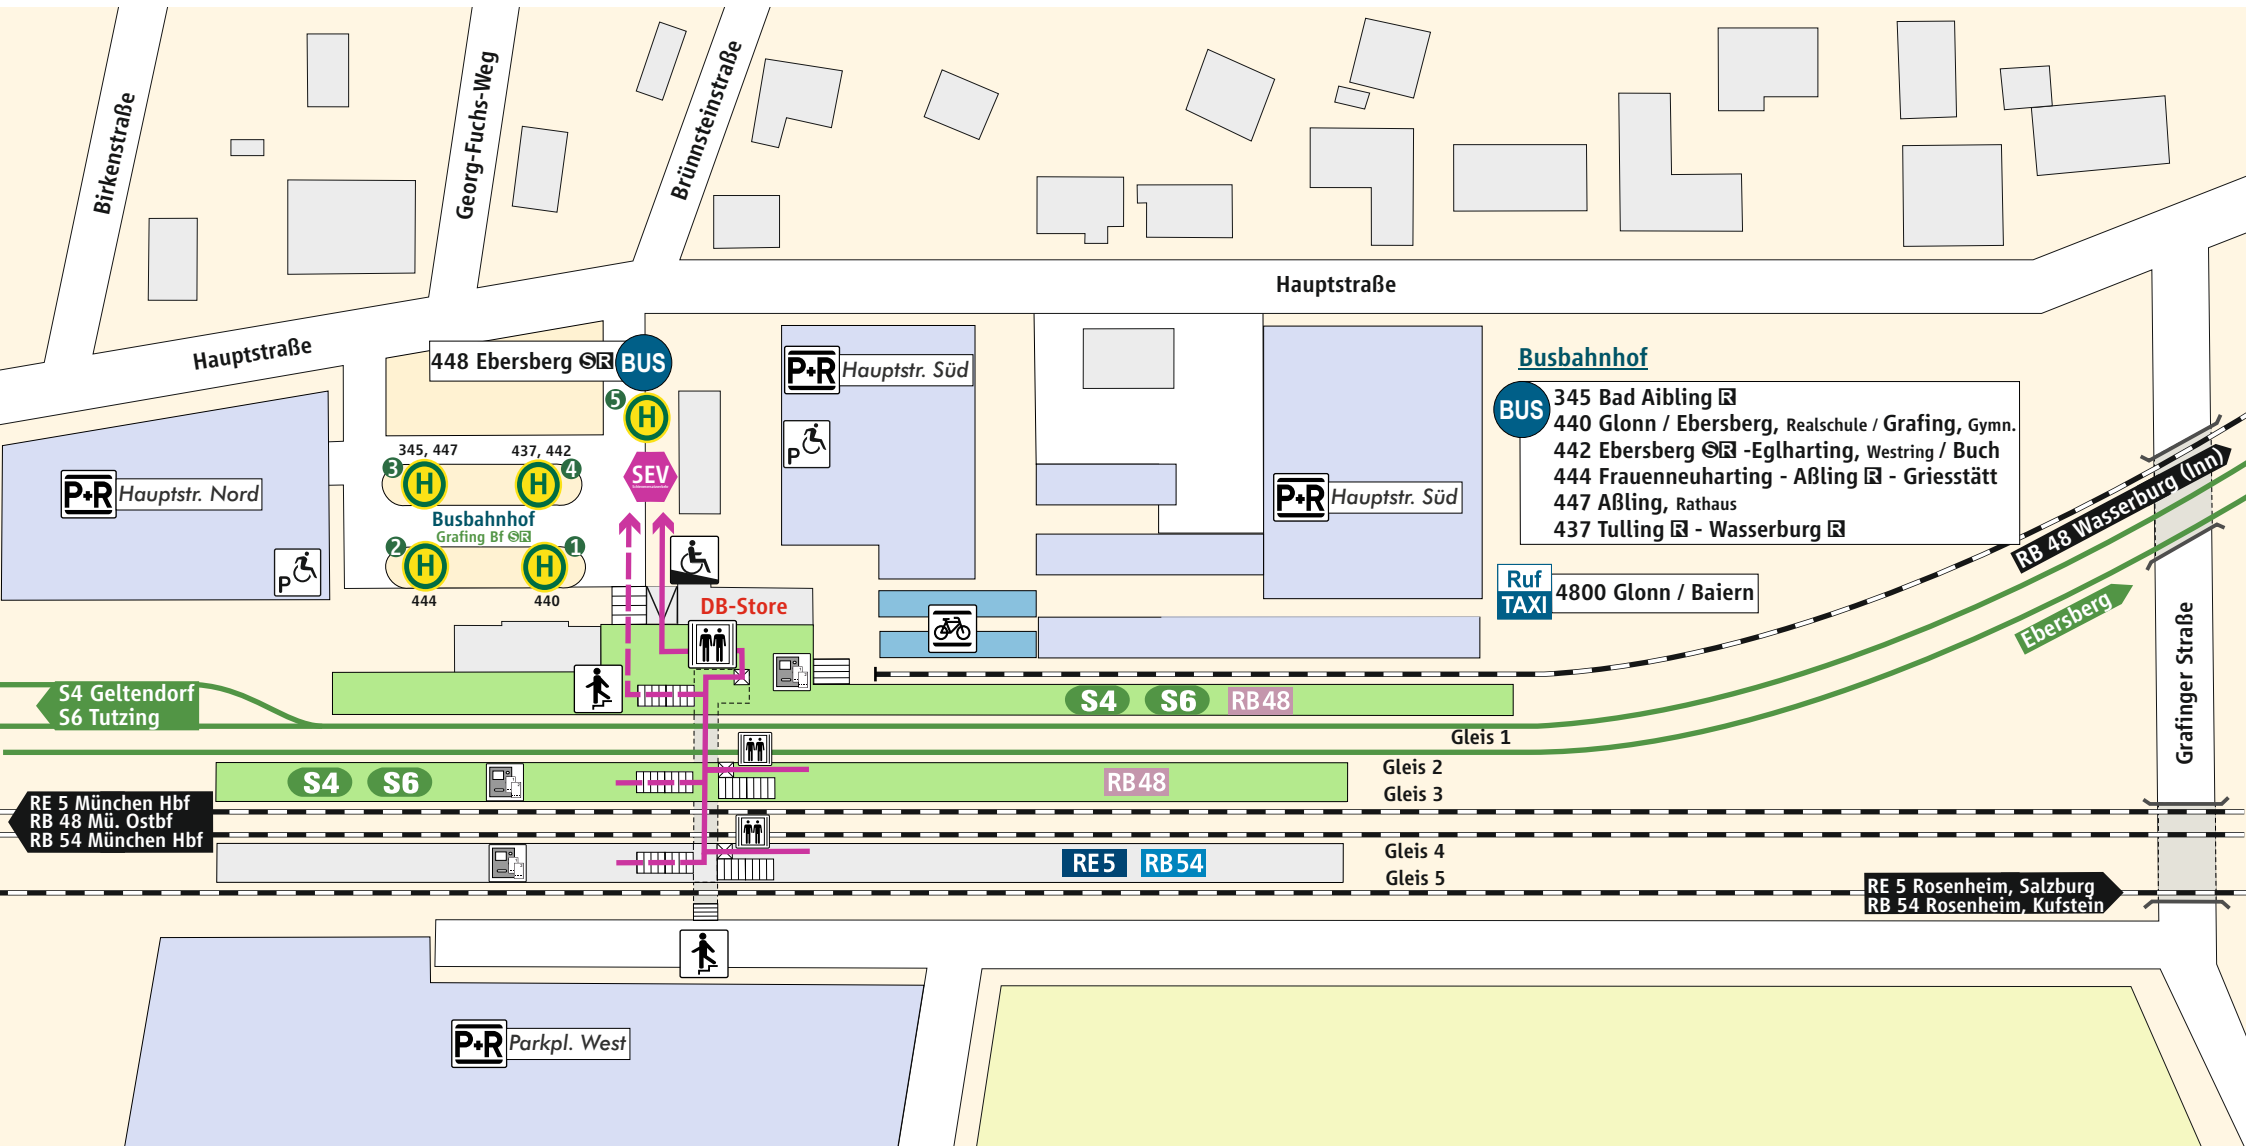 Birkenstraße
Georg-Fuchs-Weg
Brünnsteinstraße
Hauptstraße
Hauptstraße
448 Ebersberg S R
BUS
5
H
SEV
345, 447
437, 442
3
H
H
4
Busbahnhof
Grafing Bf S R
2
H
H
1
444
440
P+R Hauptstr. Nord
P
P+R Hauptstr. Süd
P
P+R Hauptstr. Süd
Busbahnhof
BUS
345 Bad Aibling R
440 Glonn / Ebersberg, Realschule / Grafing, Gymn.
442 Ebersberg S R -Eglharting, Westring / Buch
444 Frauenneuharting - Aßling R - Griesstätt
447 Aßling, Rathaus
437 Tulling R - Wasserburg R
Ruf
TAXI
4800 Glonn / Baiern
RB 48 Wasserburg (Inn)
Ebersberg
Grafinger Straße
DB-Store
S4 Geltendorf
S6 Tutzing
S4 S6 RB48
Gleis 1
S4 S6 RB48
Gleis 2
Gleis 3
RE 5 München Hbf
RB 48 Mü. Ostbf
RB 54 München Hbf
RE5 RB54
Gleis 4
Gleis 5
RE 5 Rosenheim, Salzburg
RB 54 Rosenheim, Kufstein
P+R Parkpl. West